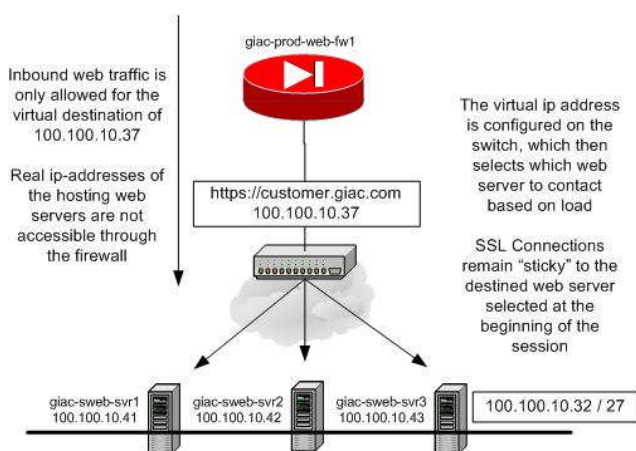 giac-prod-web-fw1
Inbound web traffic is
only allowed for the
virtual destination of
100.100.10.37
Real ip-addresses of
the hosting web
servers are not
accessible through
the firewall
The virtual ip address
is configured on the
switch, which then
selects which web
server to contact
based on load
SSL Connections
remain “sticky” to the
destined web server
selected at the
beginning of the
session
https://customer.giac.com
100.100.10.37
giac-sweb-svr1
100.100.10.41
giac-sweb-svr2
100.100.10.42
giac-sweb-svr3
100.100.10.43
100.100.10.32 / 27